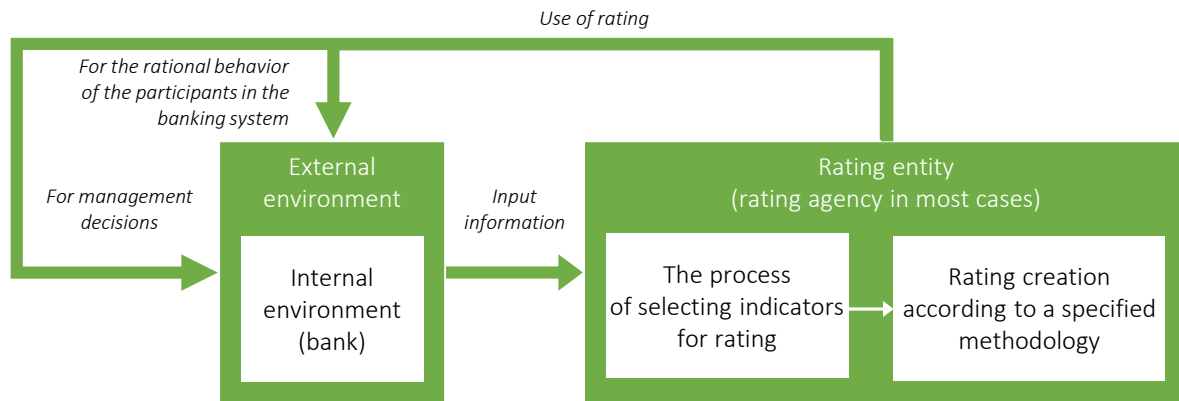 Use of rating
For the rational behavior
of the participants in the
banking system
External
environment
Rating entity
(rating agency in most cases)
For management
decisions
Input
information
Internal
environment
(bank)
The process
of selecting indicators
for rating
Rating creation
according to a specified
methodology